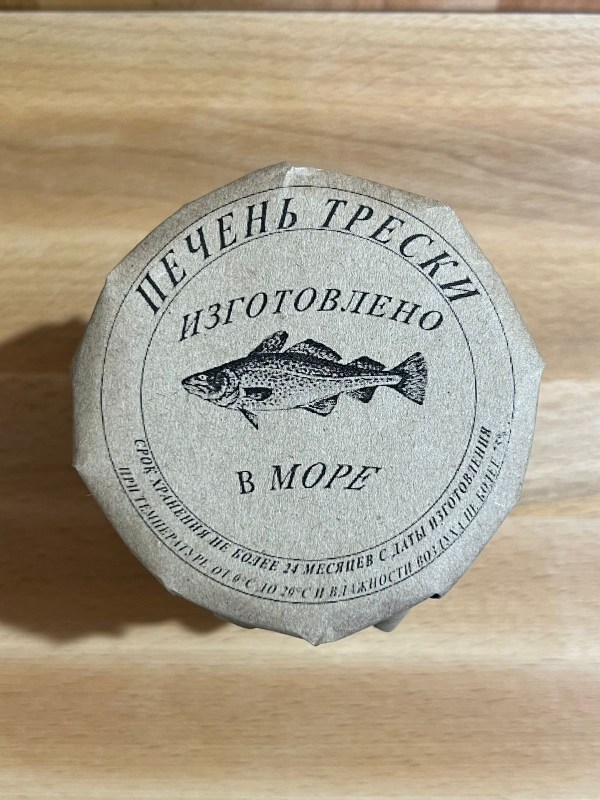 ПЕЧЕНЬ ТРЕСКИ
ИЗГОТОВЛЕНО
В МОРЕ
СРОК ХРАНЕНИЯ НЕ БОЛЕЕ 24 МЕСЯЦЕВ С ДАТЫ ИЗГОТОВЛЕНИЯ
ПРИ ТЕМПЕРАТУРЕ ОТ 0°С ДО 20°С И ВЛАЖНОСТИ ВОЗДУХА НЕ БОЛЕЕ